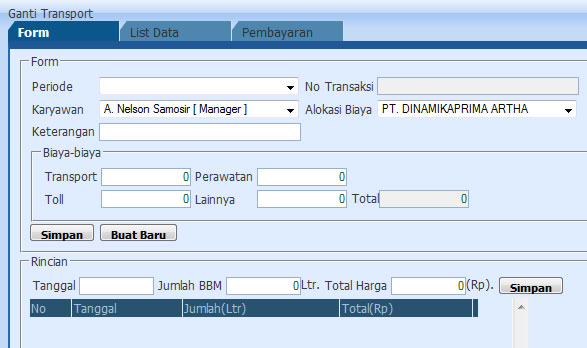 Ganti Transport
Form List Data Pembayaran
Form
Periode No Transaksi
Karyawan A. Nelson Samosir [ Manager ] Alokasi Biaya PT. DINAMIKAPRIMA ARTHA
Keterangan
Biaya-biaya
Transport 0 Perawatan 0
Toll 0 Lainnya 0 Total 0
Simpan Buat Baru
Rincian
Tanggal Jumlah BBM 0 Ltr. Total Harga 0 (Rp). Simpan
No Tanggal Jumlah(Ltr) Total(Rp)